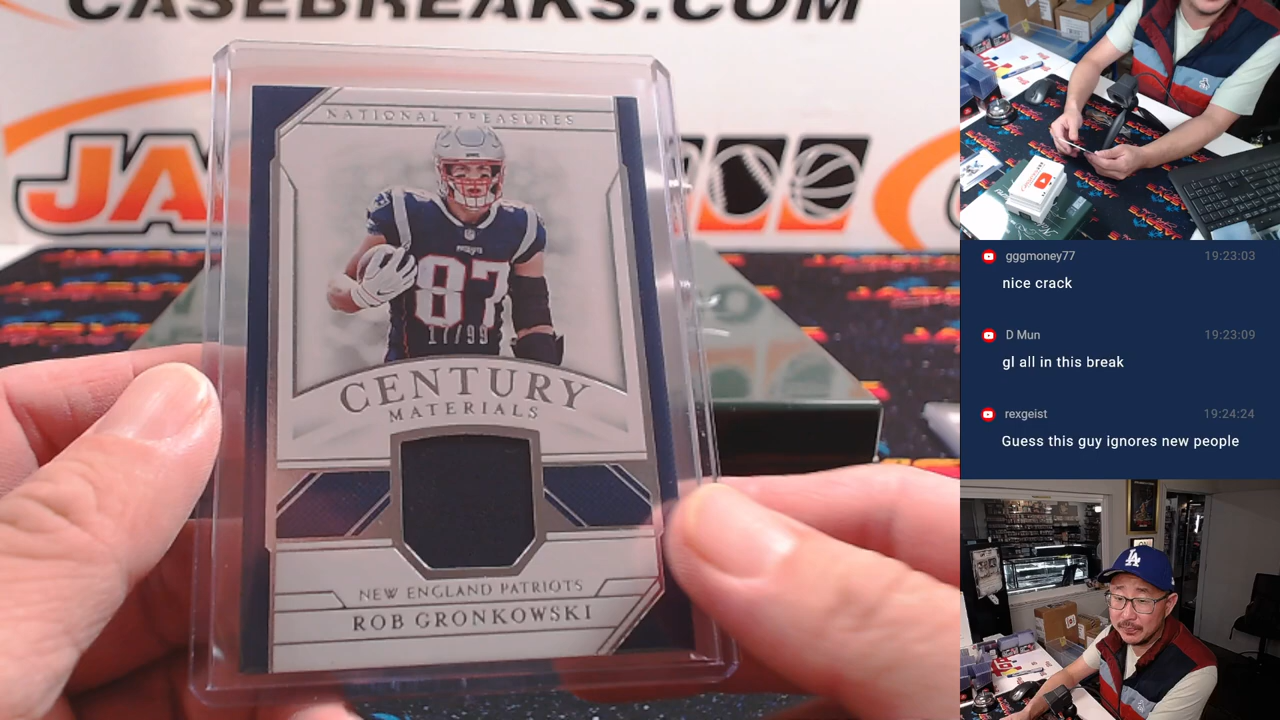 CASEBREAKS.COM
JA
NATIONAL TREASURES
87
17/99
CENTURY
MATERIALS
NEW ENGLAND PATRIOTS
ROB GRONKOWSKI
gggmoney77 19:23:03
nice crack
D Mun 19:23:09
gl all in this break
rexgeist 19:24:24
Guess this guy ignores new people
LA